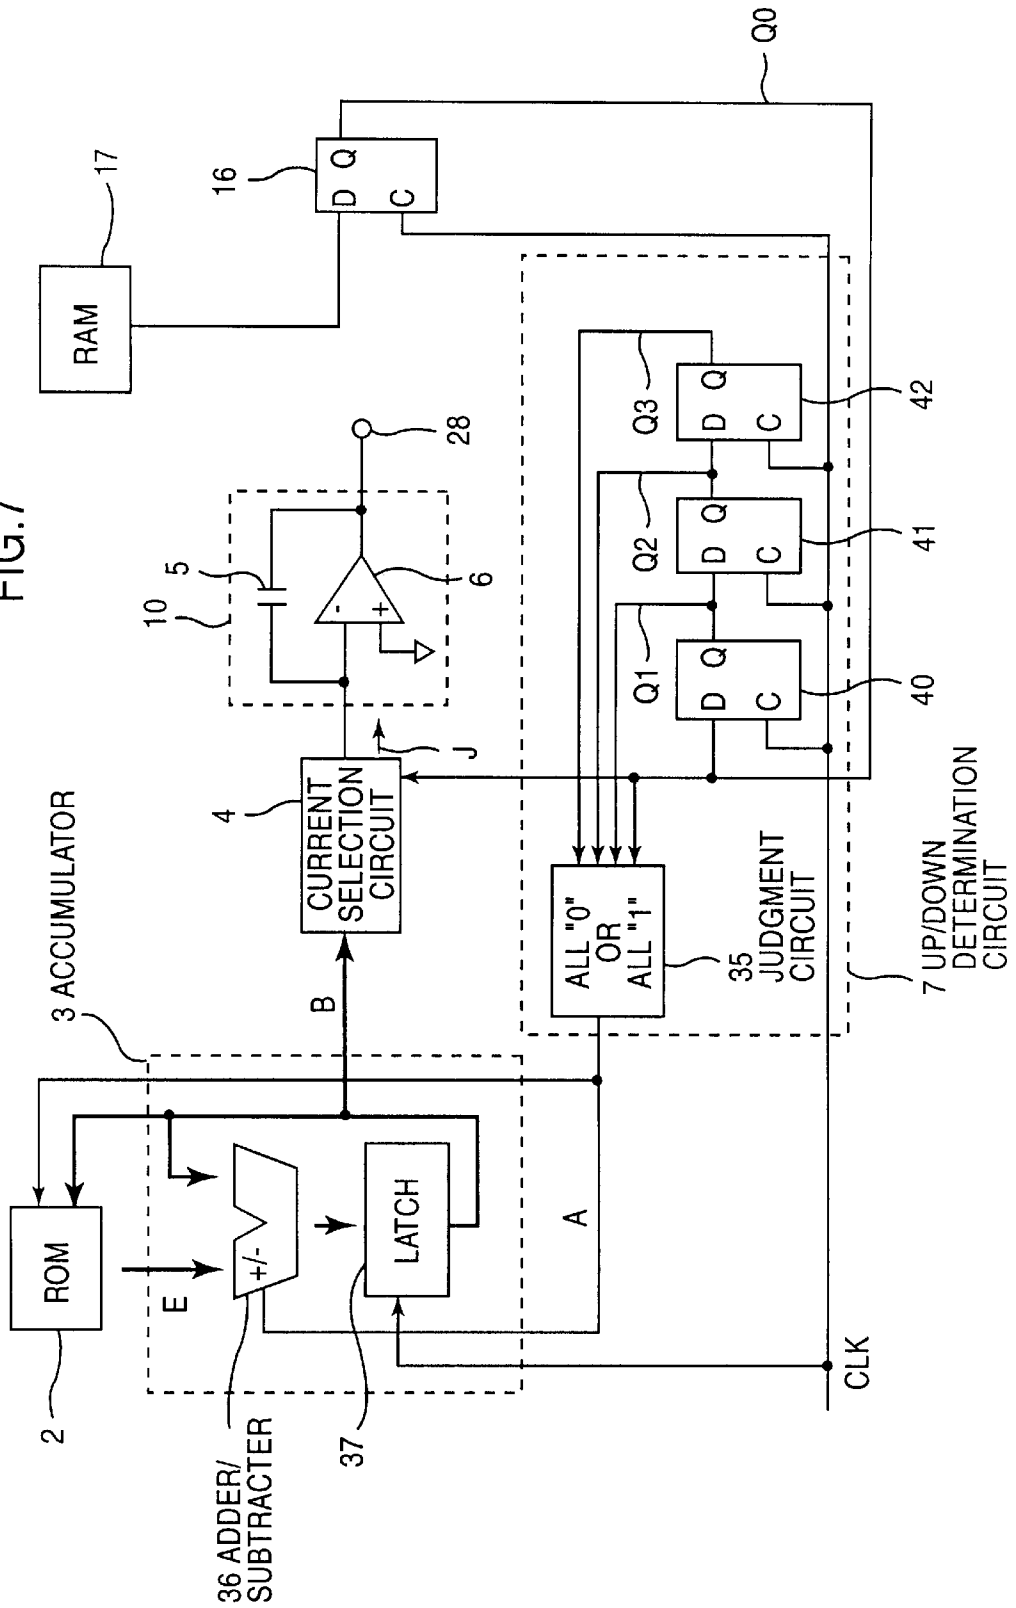 FIG.7
2
ROM
E
36 ADDER/
SUBTRACTER
+/-
37
LATCH
3 ACCUMULATOR
B
A
CLK
4
CURRENT
SELECTION
CIRCUIT
J
10
5
-
+
6
28
RAM
17
16
D Q
C
Q0
ALL "0"
OR
ALL "1"
35
JUDGMENT
CIRCUIT
7 UP/DOWN
DETERMINATION
CIRCUIT
Q1
D Q
C
40
Q2
D Q
C
41
Q3
D Q
C
42